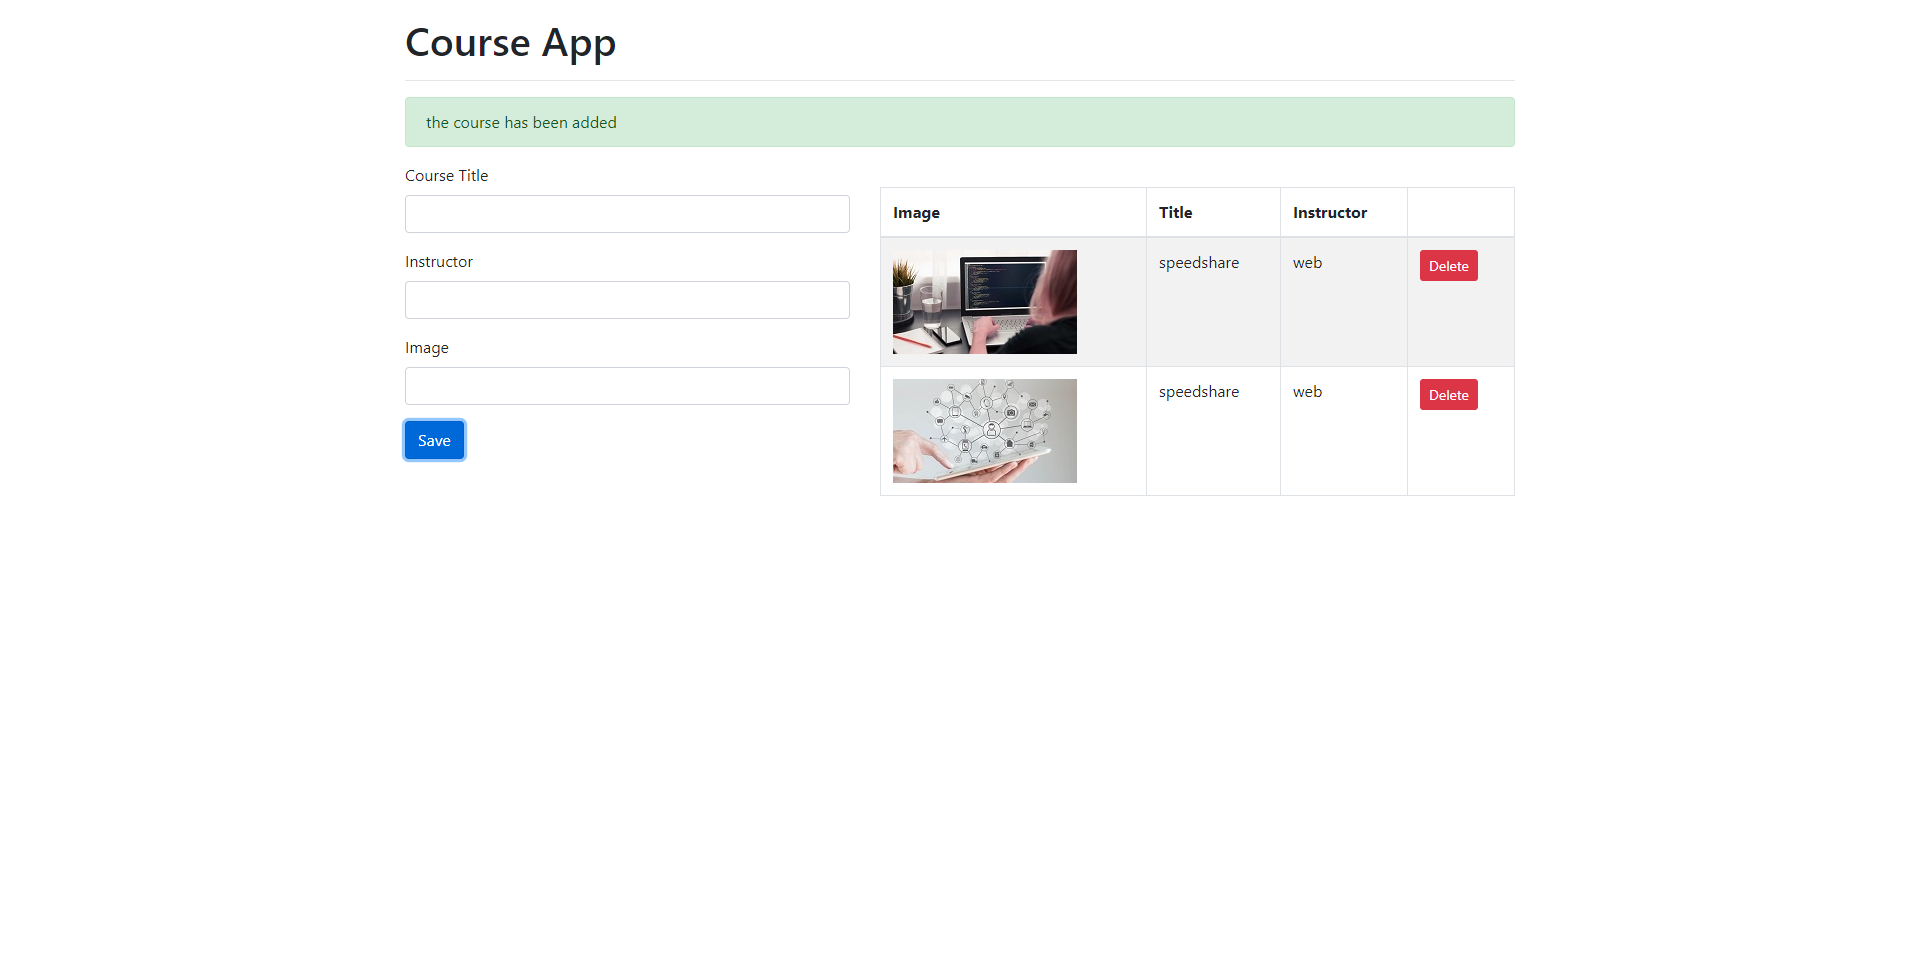 Course App
the course has been added
Course Title
Instructor
Image
Save
Image Title Instructor
speedshare web Delete
speedshare web Delete